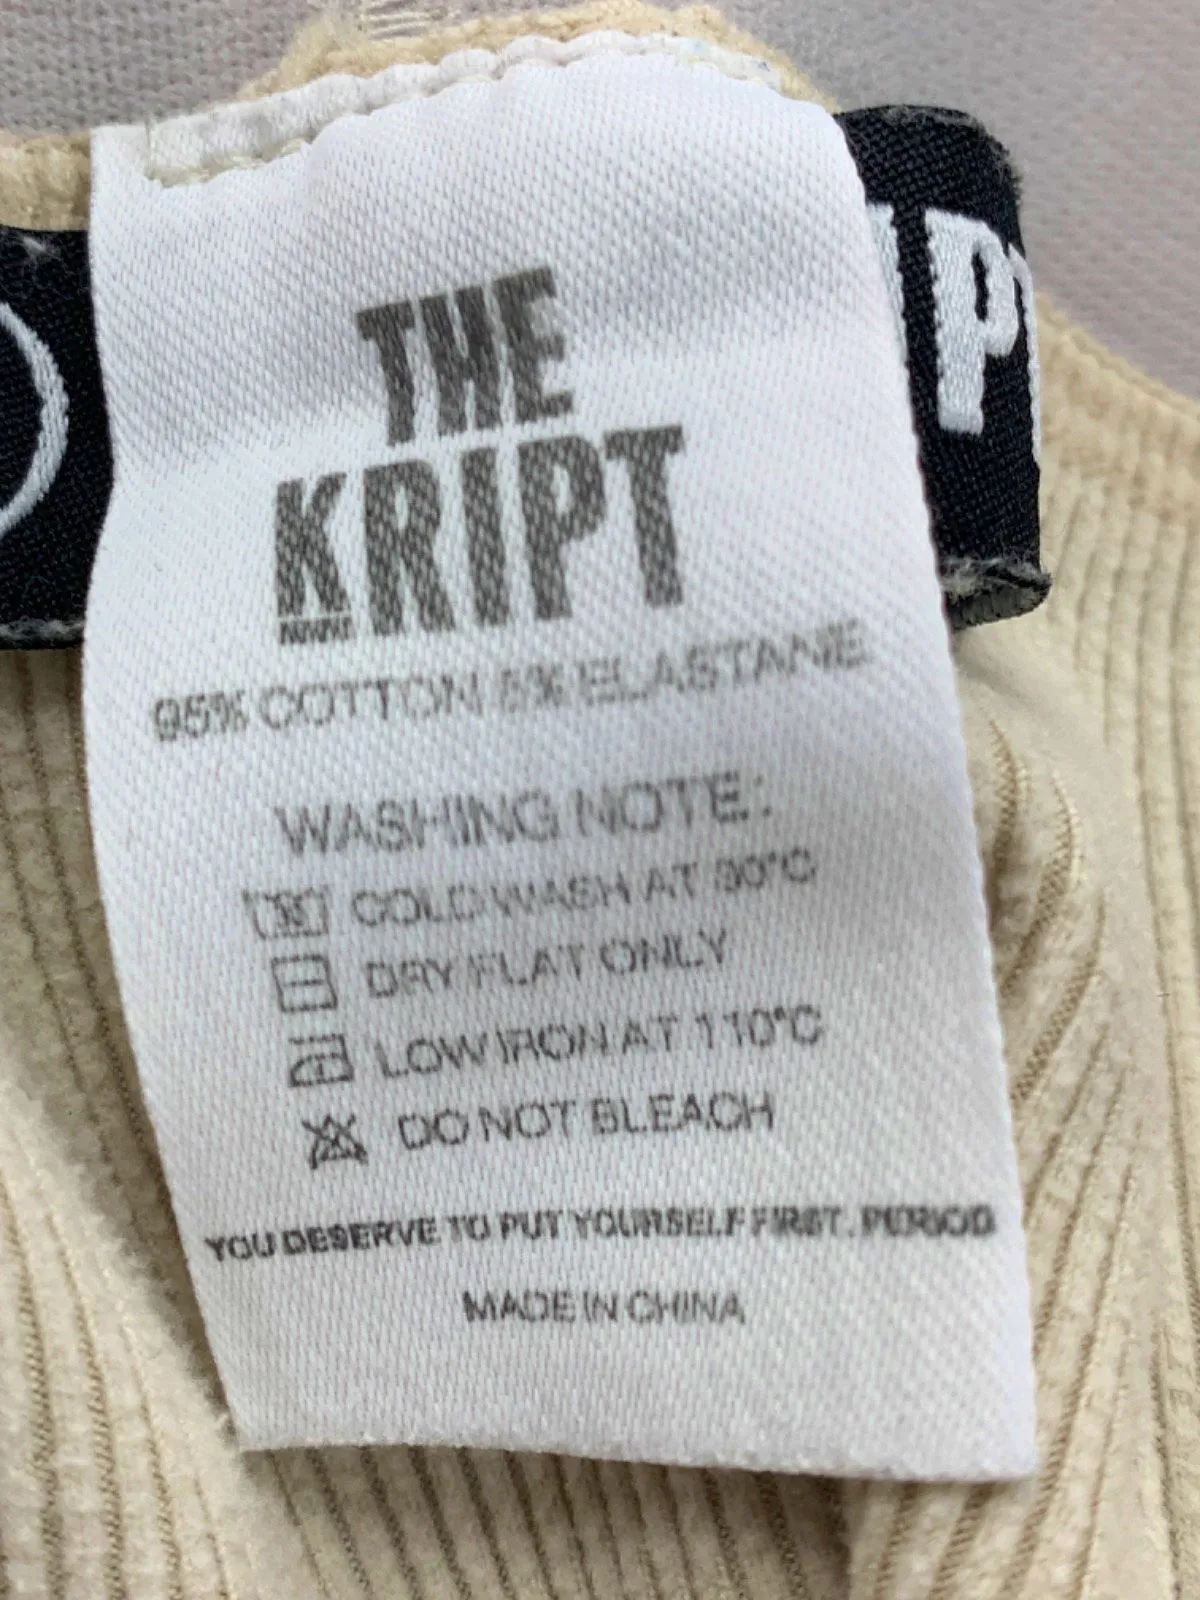 THE
KRIPT
95% COTTON 5% ELASTANE
WASHING NOTE:
30 COLD WASH AT 30°C
DRY FLAT ONLY
LOW IRON AT 110°C
DO NOT BLEACH
YOU DESERVE TO PUT YOURSELF FIRST. PERIOD
MADE IN CHINA